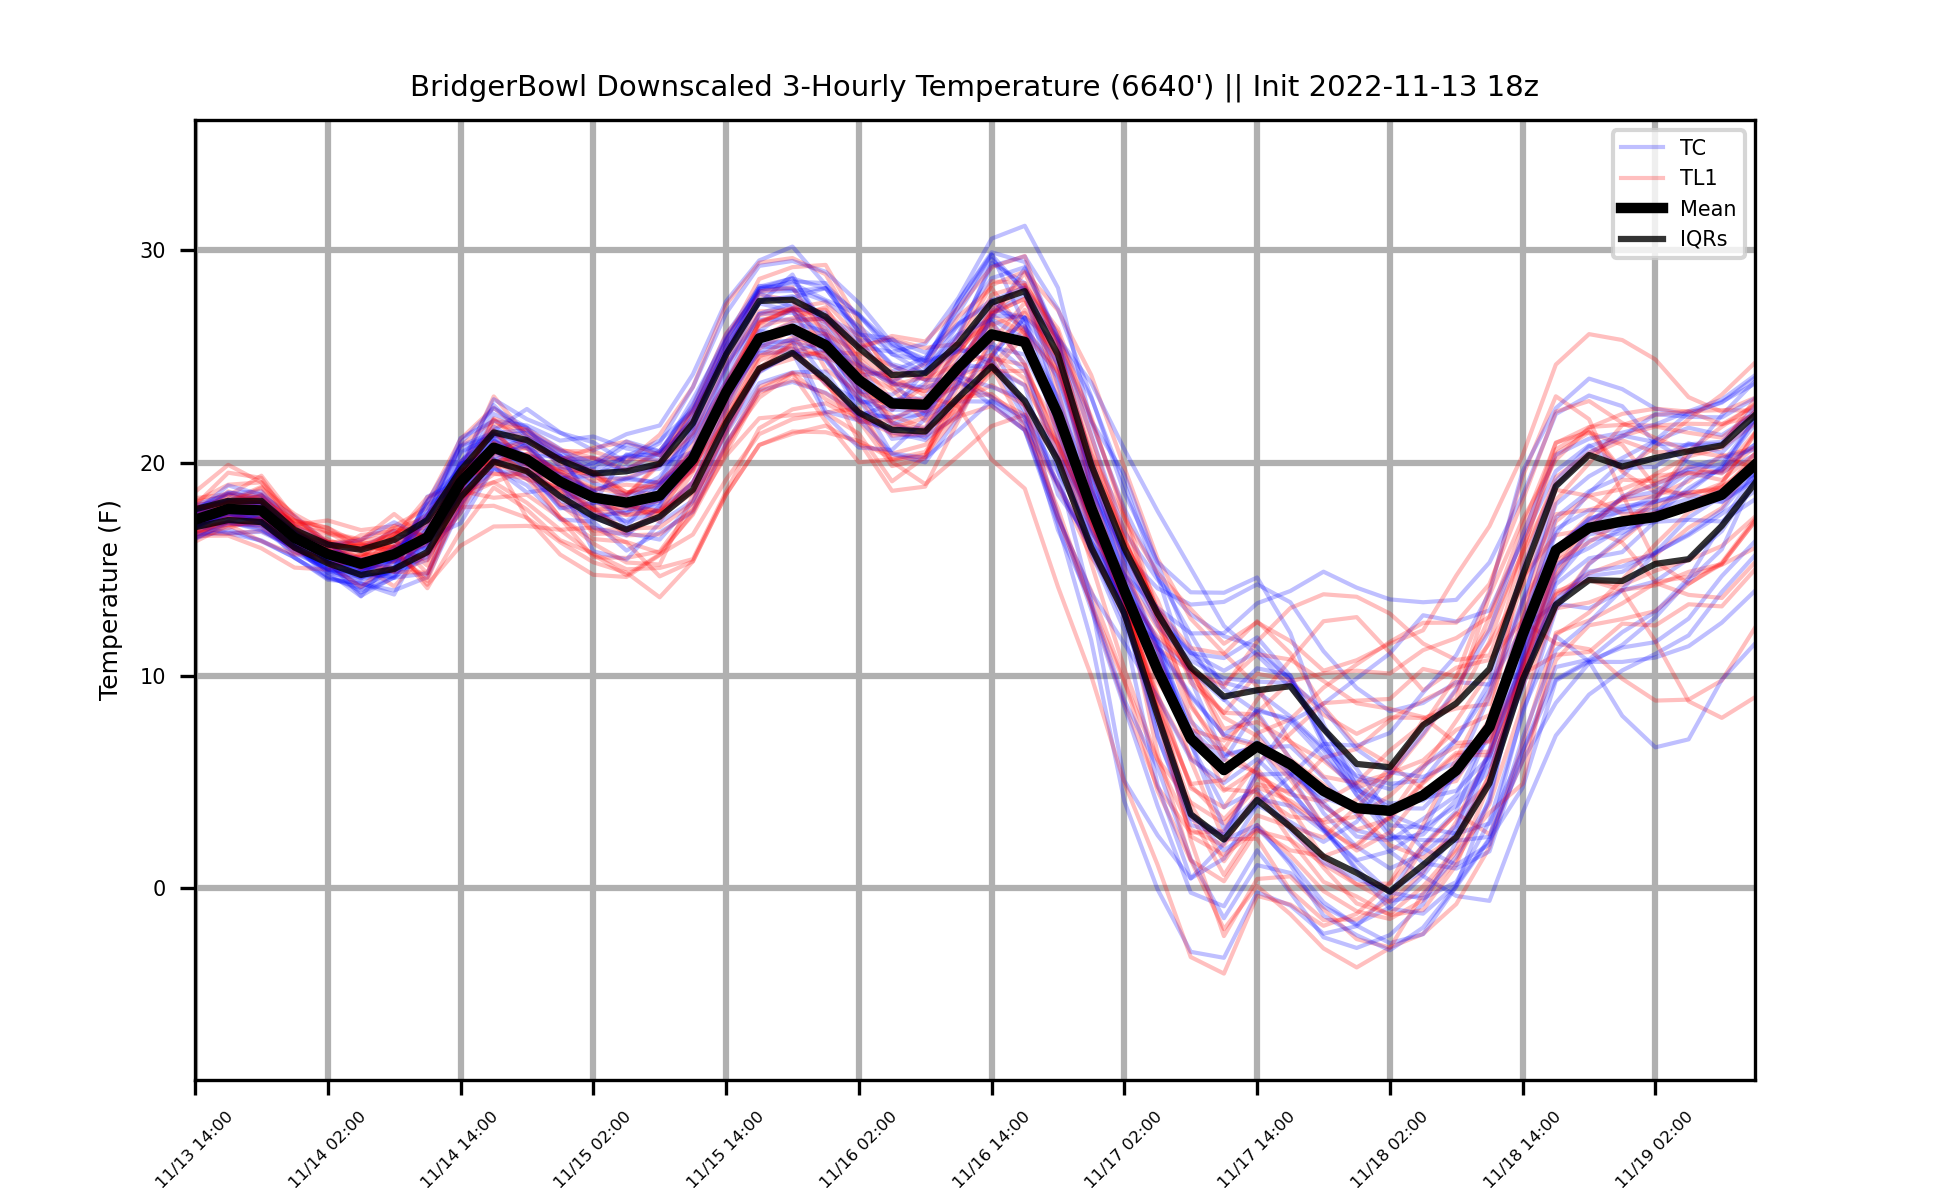 BridgerBowl Downscaled 3-Hourly Temperature (6640') || Init 2022-11-13 18z
TC
TL1
Mean
IQRs
Temperature (F)
30
20
10
0
11/13 14:00
11/14 02:00
11/14 14:00
11/15 02:00
11/15 14:00
11/16 02:00
11/16 14:00
11/17 02:00
11/17 14:00
11/18 02:00
11/18 14:00
11/19 02:00